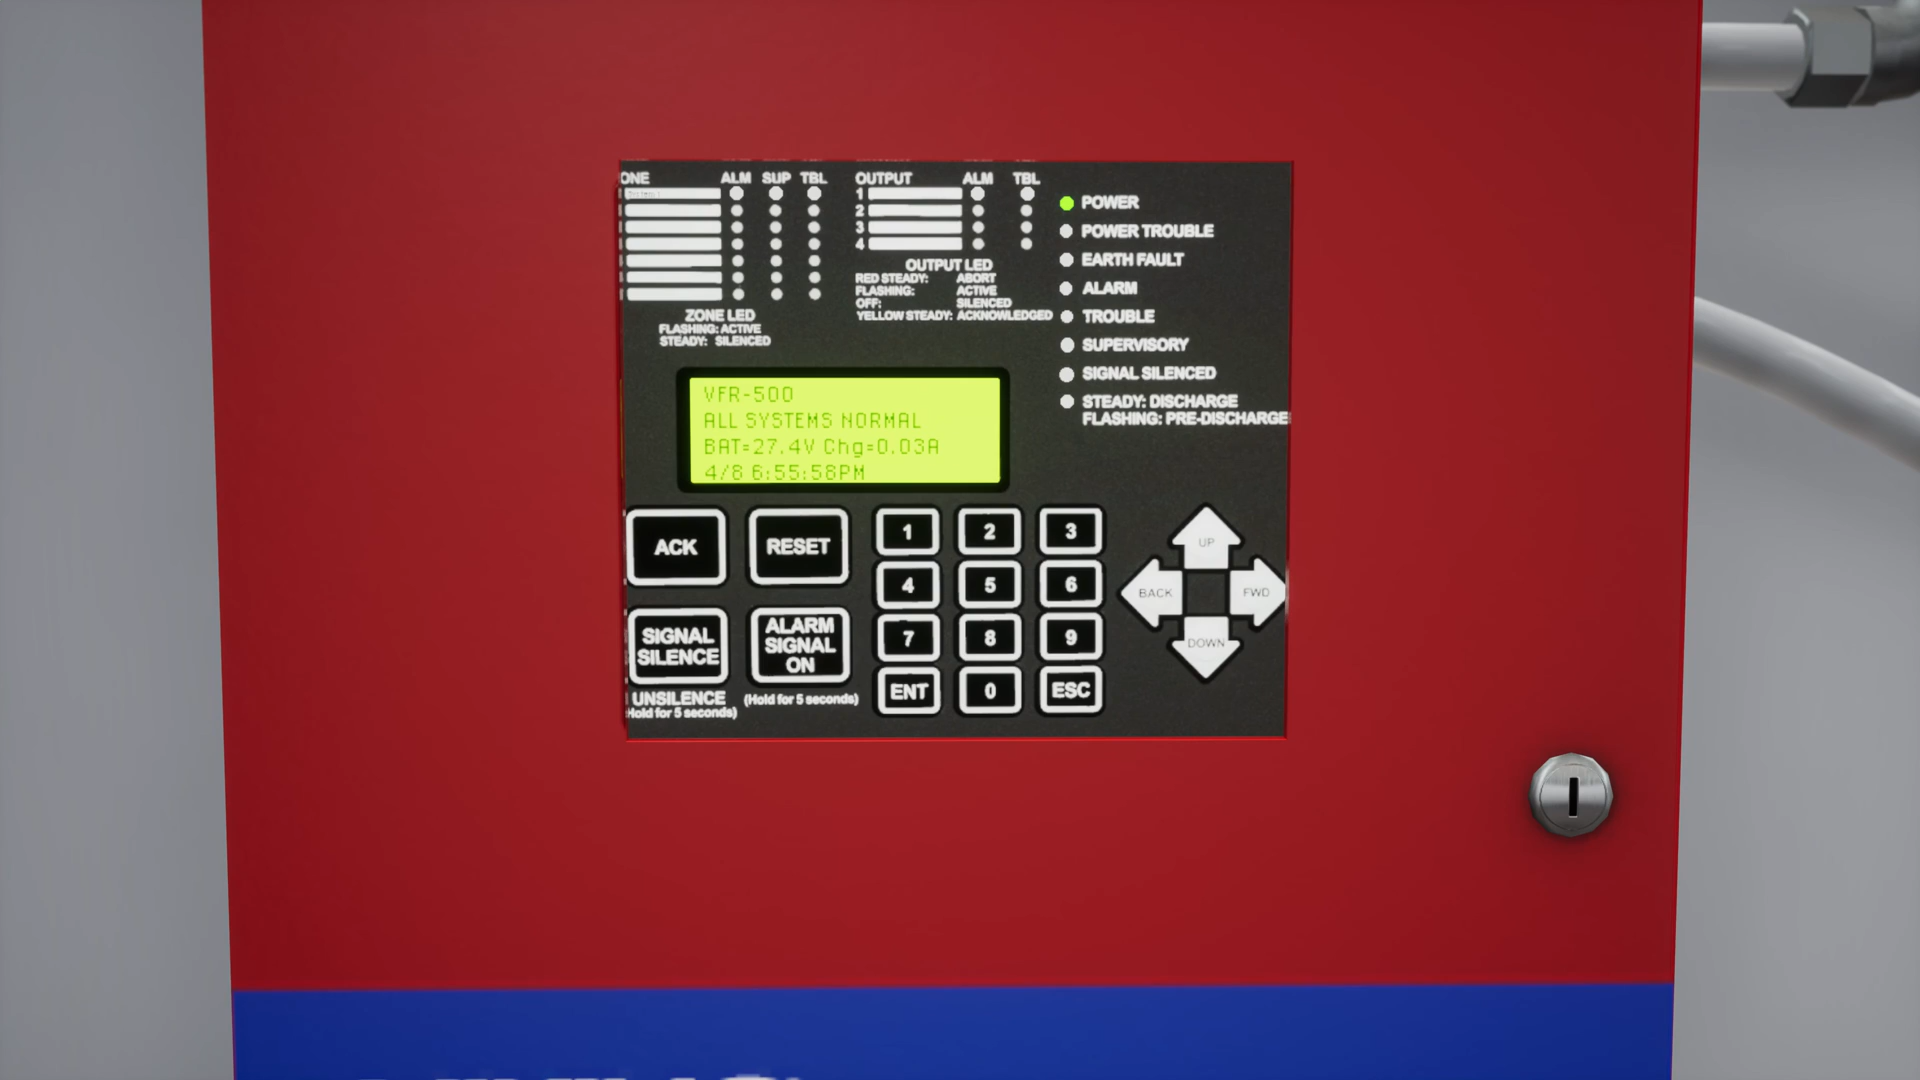 ONE ALM SUP TBL
OUTPUT ALM TBL
1
2
3
4
OUTPUT LED
RED STEADY: ABORT
FLASHING: ACTIVE
OFF: SILENCED
YELLOW STEADY: ACKNOWLEDGED
ZONE LED
FLASHING: ACTIVE
STEADY: SILENCED
POWER
POWER TROUBLE
EARTH FAULT
ALARM
TROUBLE
SUPERVISORY
SIGNAL SILENCED
STEADY: DISCHARGE
FLASHING: PRE-DISCHARGE
VFR-500
ALL SYSTEMS NORMAL
BAT=27.4V Chg=0.03A
4/8 6:55:58PM
ACK
RESET
SIGNAL
SILENCE
UNSILENCE
Hold for 5 seconds)
ALARM
SIGNAL
ON
(Hold for 5 seconds)
1 2 3
4 5 6
7 8 9
ENT 0 ESC
UP
BACK FWD
DOWN